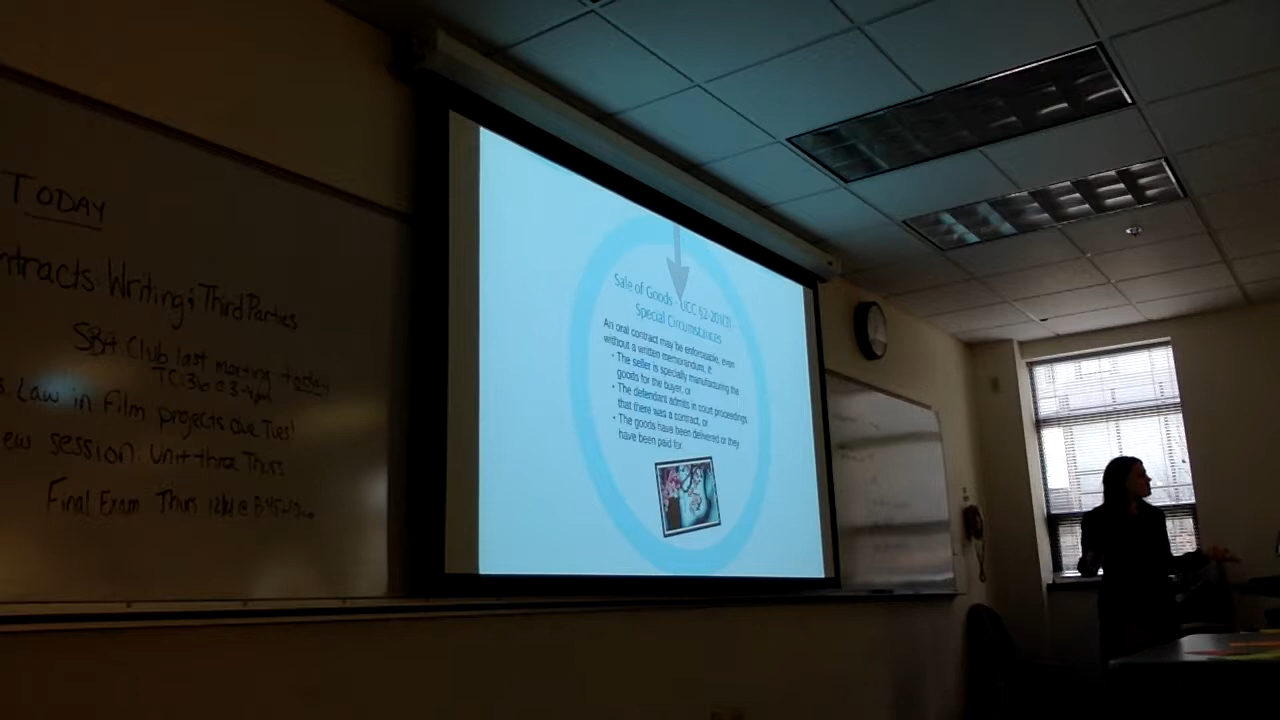 TODAY
ntracts Writing & Third Parties
SBA Club last meeting today
TC136 @ 3-4pm
s. Law in Film projects due Tues!
ew session Unit three Thurs
Final Exam Thurs @
Sale of Goods - UCC §2-201(3) -
Special Circumstances
An oral contract may be enforceable, even
without a written memorandum, if:
• The seller is specially manufacturing the
goods for the buyer, or
• The defendant admits in court proceedings
that there was a contract, or
• The goods have been delivered or they
have been paid for.